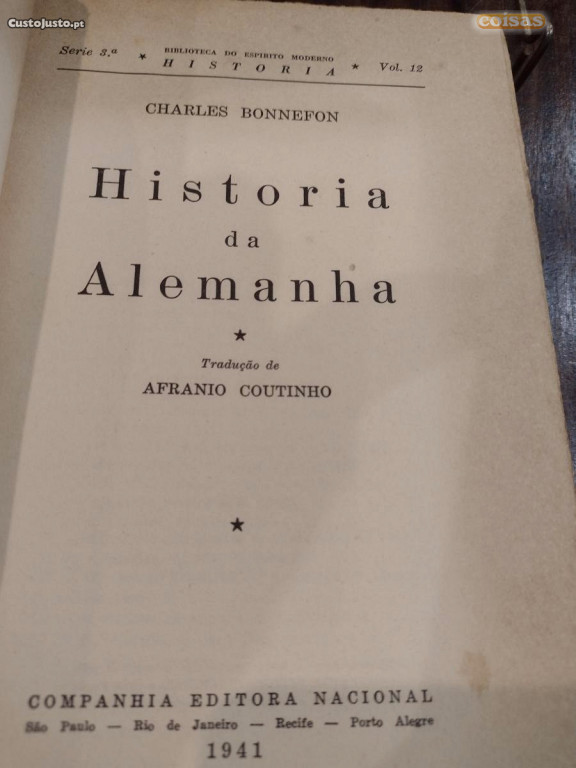 CustoJusto.pt
coisas
Serie 3.ª ★ BIBLIOTECA DO ESPIRITO MODERNO ★ Vol. 12
HISTORIA
CHARLES BONNEFON
Historia
da
Alemanha
★
Tradução de
AFRANIO COUTINHO
★
COMPANHIA EDITORA NACIONAL
São Paulo — Rio de Janeiro — Recife — Porto Alegre
1941